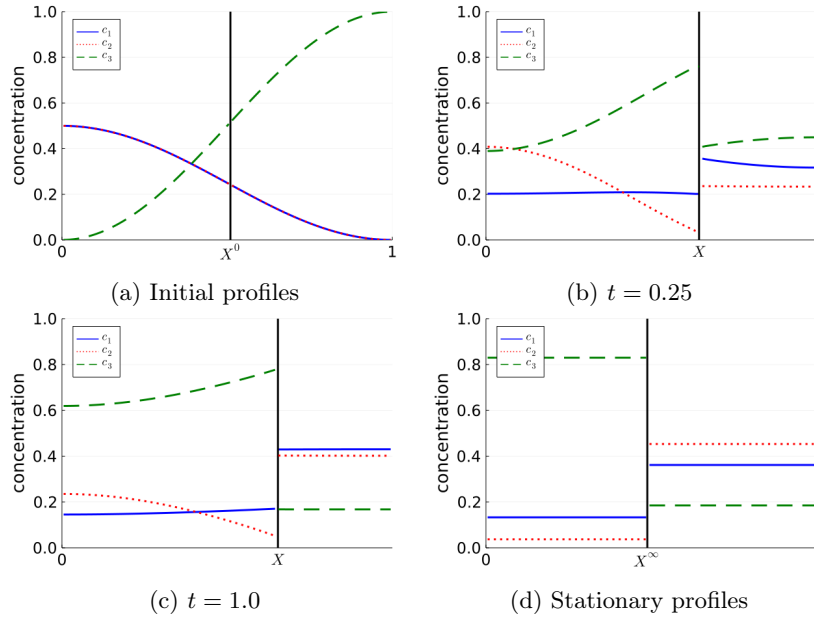 1.0
0.8
0.6
0.4
0.2
0.0
concentration
c₁
c₂
c₃
0
X⁰
1
(a) Initial profiles
1.0
0.8
0.6
0.4
0.2
0.0
concentration
c₁
c₂
c₃
0
X
(b) t = 0.25
1.0
0.8
0.6
0.4
0.2
0.0
concentration
c₁
c₂
c₃
0
X
(c) t = 1.0
1.0
0.8
0.6
0.4
0.2
0.0
concentration
c₁
c₂
c₃
0
X^∞
(d) Stationary profiles